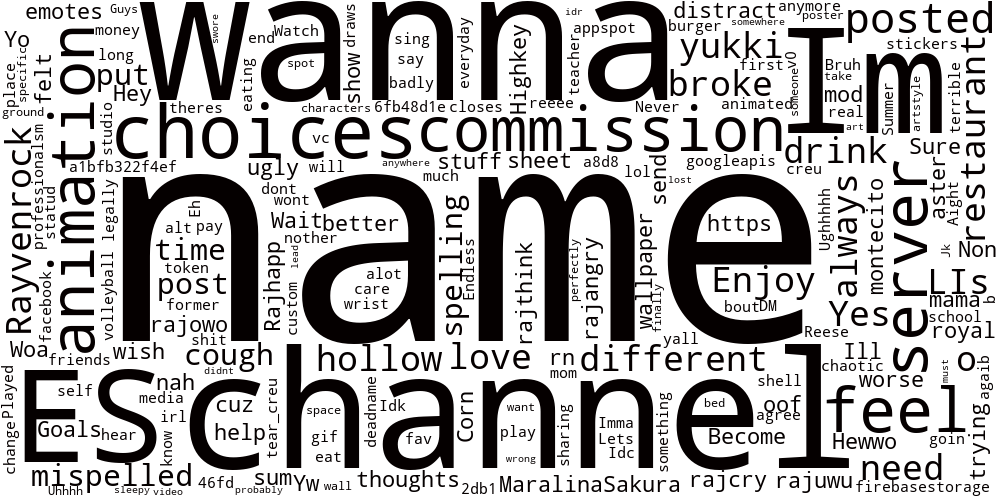 emotes Guys
Wanna
distract anymore
poster
posted
Yo
money
swore
end Watch
draws
idr
burger
somewhere
Im
stickers
place
specific
felt
long
put
Hey
eating
spot
show
sing
say
badly
everyday
Highkey
teacher
appspot
yukki
first
yo
someone
Bruh
take
mod
real
art
Summer
artstyle
terrible
restaurant
ground
animation
studio
theres
characters
6fb48d1e
closes
reeee
Never
animated
broke
choices
commission
vc
drink
Sure
a1bfb322f4ef
ugly
will
anywhere
stuff
sheet
a8d8
lol
send
googleapis
lost
creu
Rayvenrock
professionalsm
statud
legally
volleyball
dont
wont
much
name
https
Ughhhh
always
montecito
server
aster
Aight
Jk
Non
Eh
alt
pay
Wait
better
nother
time
token
post
former
rajowo
shit
Rajhapp
custom
lead
alot
care
wrist
spelling
Endless
rajthink
perfectly
rajangry
wallpaper
finally
Enjoy
bout
DM
yall
Reese
Yes
LIs
mama
b
school
royal
facebook
Woa
friends
wish
cough
didnt
hollow
love
rn
mom
different
Ill
chaotic
worse
must
o
agaib
Played
change
ES
self
Goals
hear
nah
media
irl
know
cuz
help
tear_creu
channel
space
gif
eat
deadname
Idk
fav
Corn
want
play
wrong
sharing
Imma
Lets
Idc
something
bed
Become
shell
oof
agree
feel
Hewwo
goin
trying
mispelled
Uhhhh
sleepy
video
46fd
probably
sum
Yw
wall
thoughts
2db1
MaralinaSakura
rajcry
rajuwu
need
firebasestorage